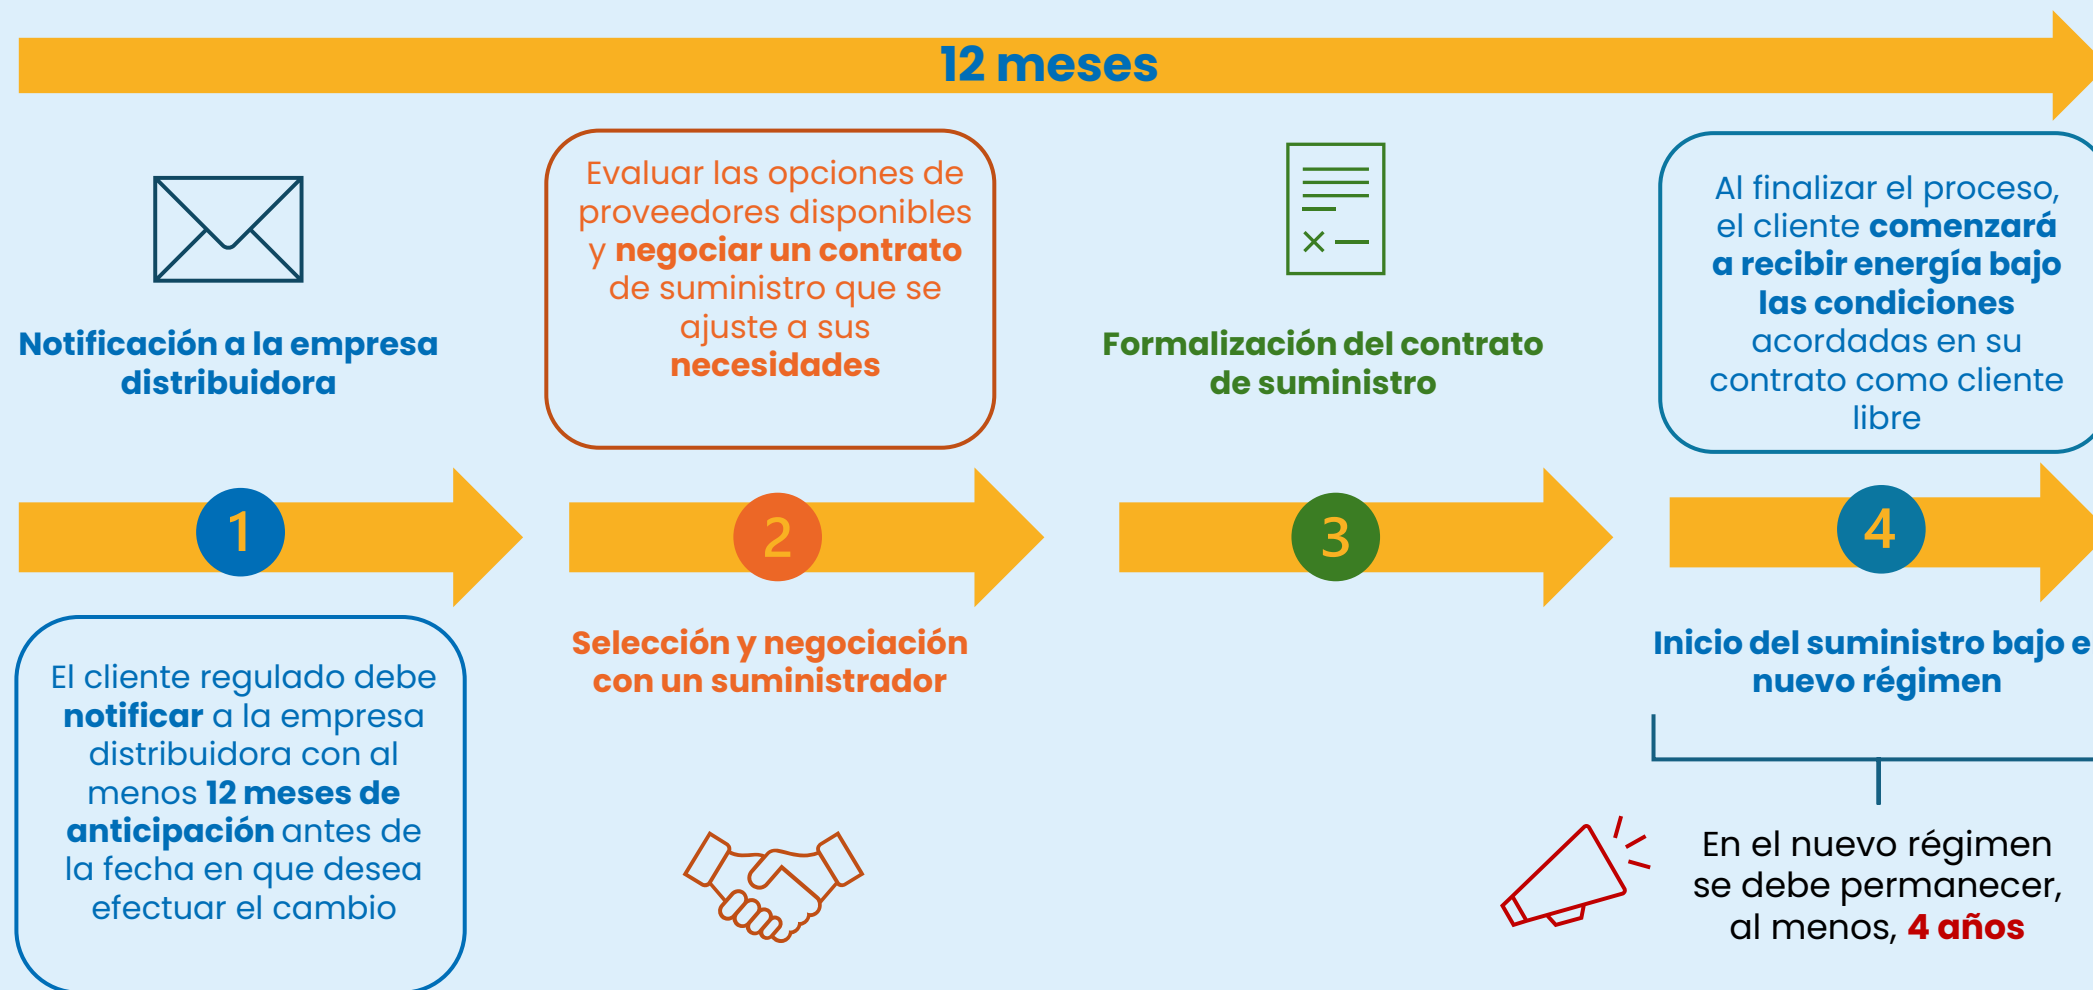 12 meses
Notificación a la empresa
distribuidora
1
El cliente regulado debe
notificar a la empresa
distribuidora con al
menos 12 meses de
anticipación antes de
la fecha en que desea
efectuar el cambio
Evaluar las opciones de
proveedores disponibles
y negociar un contrato
de suministro que se
ajuste a sus
necesidades
2
Selección y negociación
con un suministrador
Formalización del contrato
de suministro
3
Al finalizar el proceso,
el cliente comenzará
a recibir energía bajo
las condiciones
acordadas en su
contrato como cliente
libre
4
Inicio del suministro bajo e
nuevo régimen
En el nuevo régimen
se debe permanecer,
al menos, 4 años